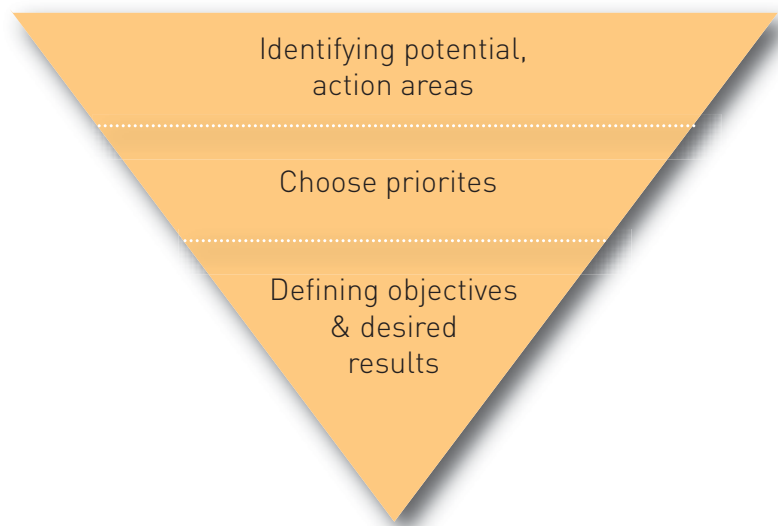 Identifying potential,
action areas
Choose priorites
Defining objectives
& desired
results